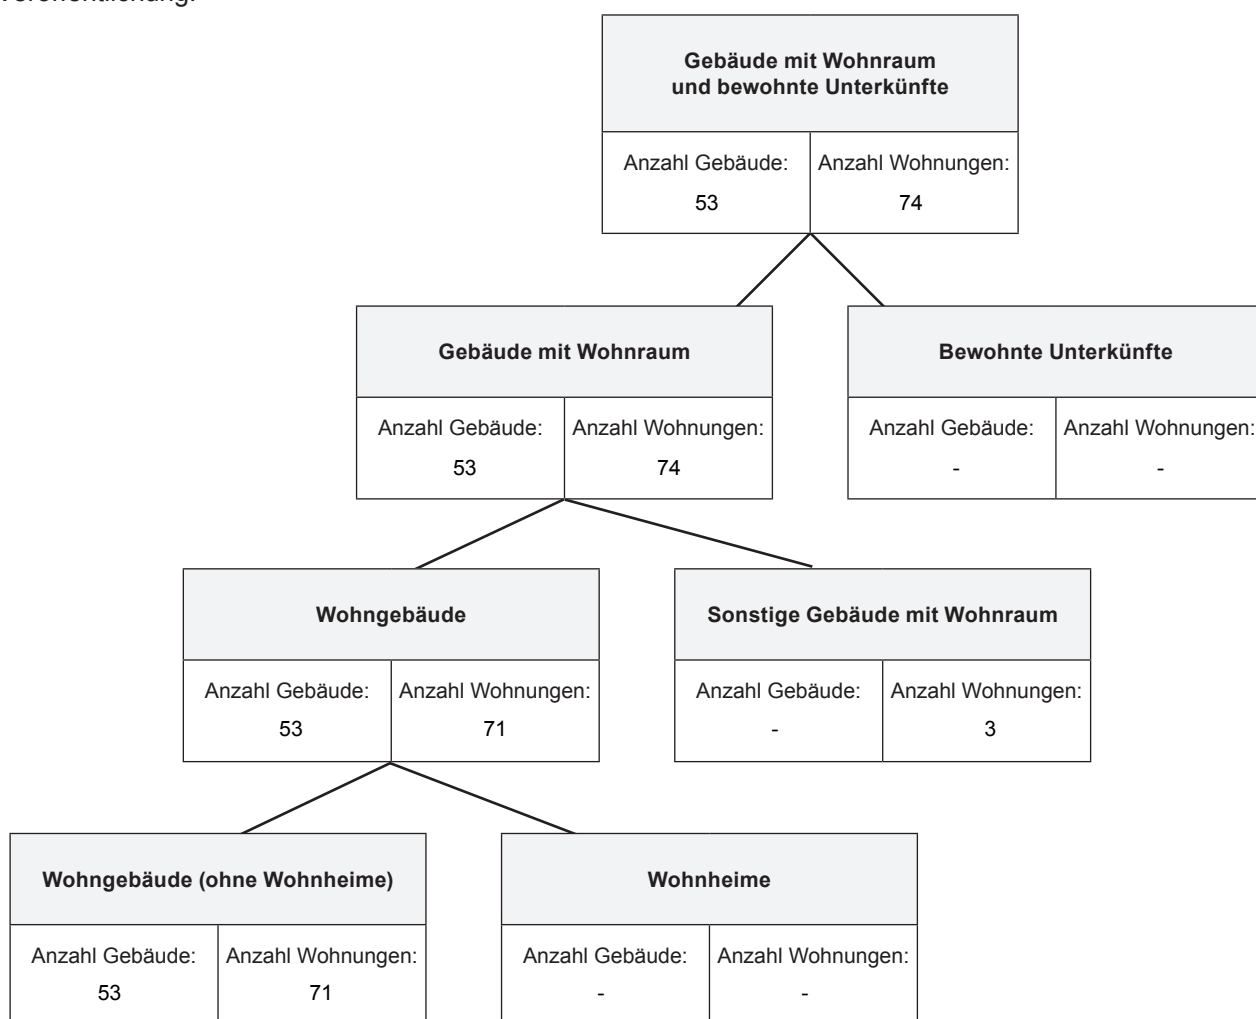 Veröffentlichung.
Gebäude mit Wohnraum
und bewohnte Unterkünfte
Anzahl Gebäude: Anzahl Wohnungen:
53 74
Gebäude mit Wohnraum Bewohnte Unterkünfte
Anzahl Gebäude: Anzahl Wohnungen: Anzahl Gebäude: Anzahl Wohnungen:
53 74 - -
Wohngebäude Sonstige Gebäude mit Wohnraum
Anzahl Gebäude: Anzahl Wohnungen: Anzahl Gebäude: Anzahl Wohnungen:
53 71 - 3
Wohngebäude (ohne Wohnheime) Wohnheime
Anzahl Gebäude: Anzahl Wohnungen: Anzahl Gebäude: Anzahl Wohnungen:
53 71 - -